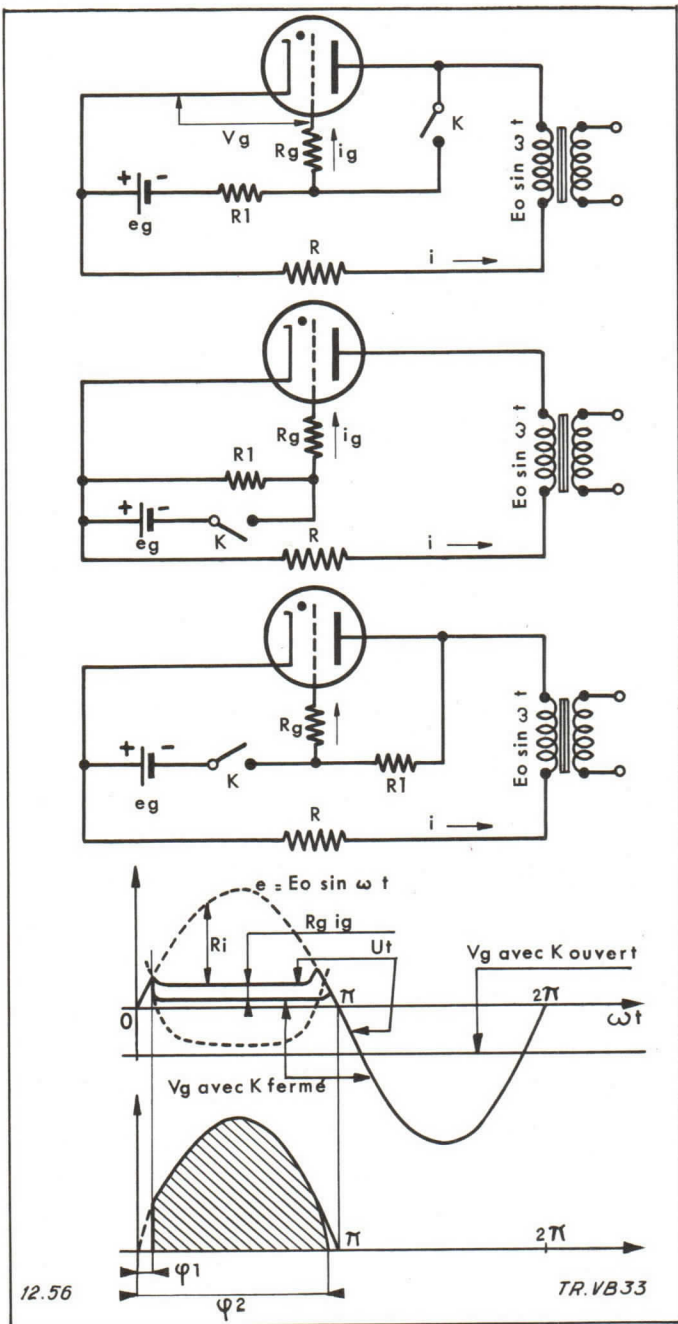 K
Vg
Rg
ig
+ -
eg
R1
Eo sin ω t
R
i
Rg
ig
R1
+ -
eg
K
Eo sin ω t
R
i
Rg
+ -
eg
K
R1
Eo sin ω t
R
i
e = Eo sin ω t
Rg ig
Ri
Ut
Vg avec K ouvert
0
π
2π
ωt
Vg avec K fermé
π
2π
φ1
φ2
12.56
TR.VB33